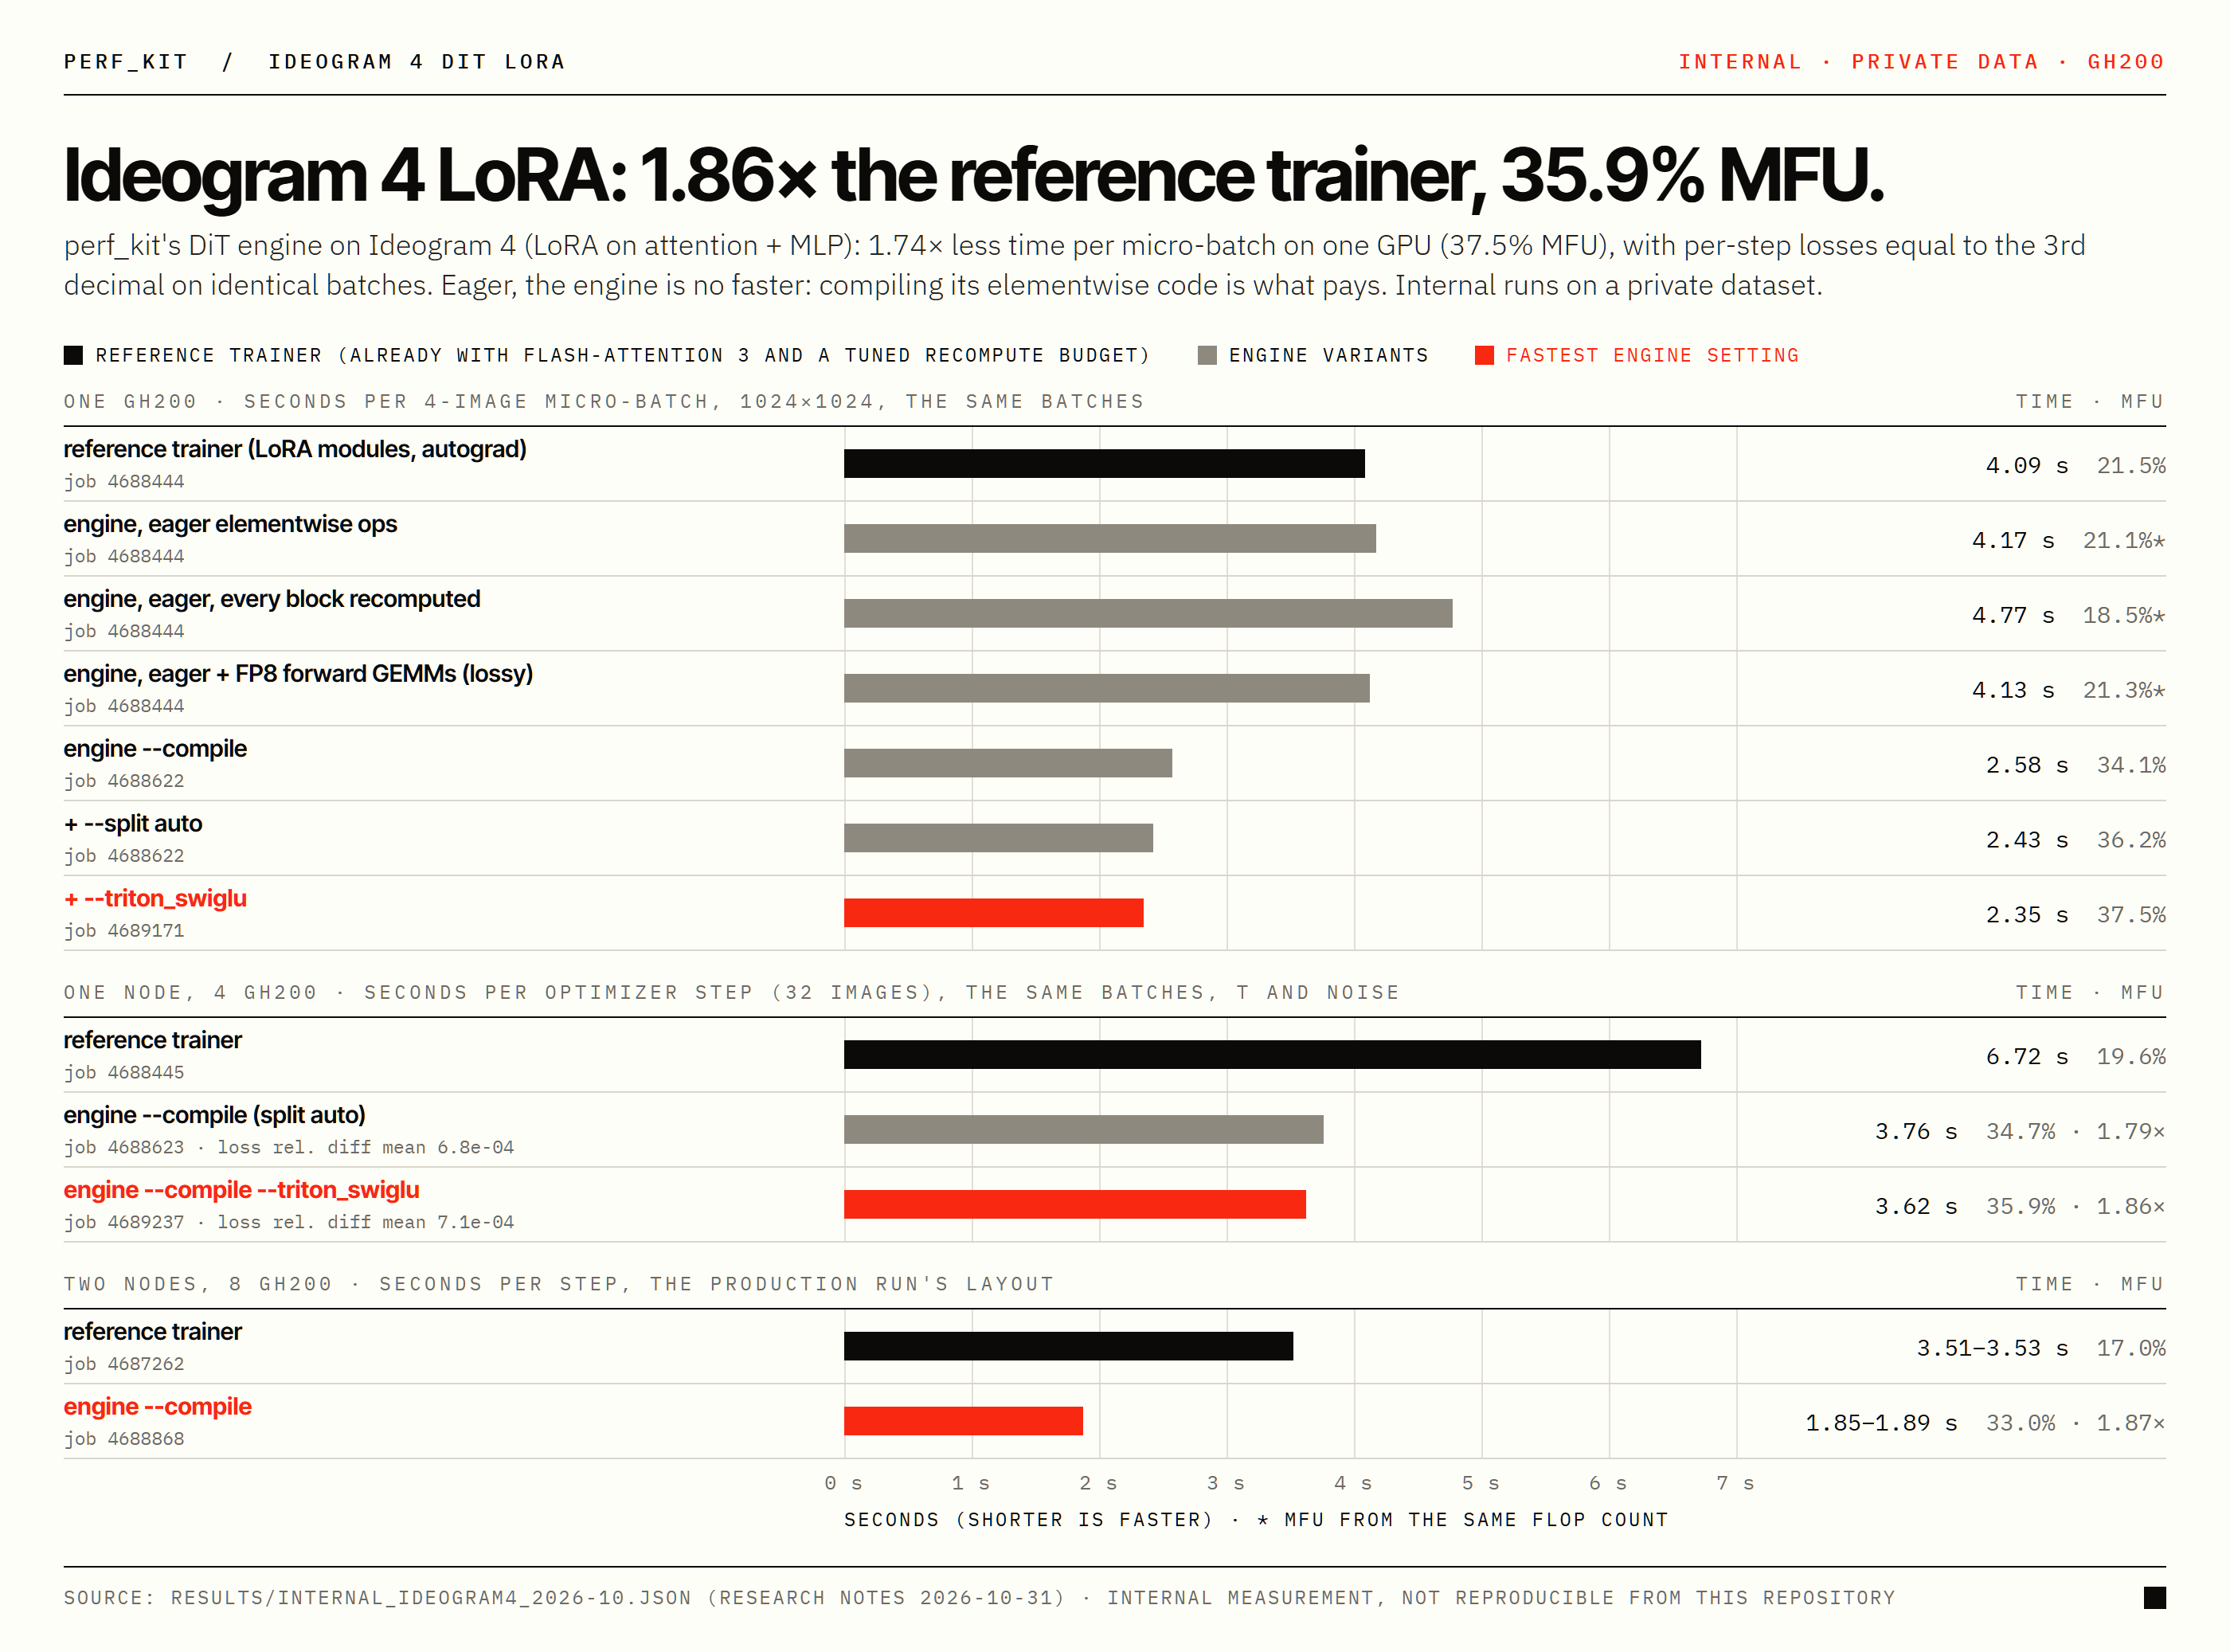 PERF_KIT / IDEOGRAM 4 DIT LORA
INTERNAL · PRIVATE DATA · GH200
Ideogram 4 LoRA: 1.86× the reference trainer, 35.9% MFU.
perf_kit's DiT engine on Ideogram 4 (LoRA on attention + MLP): 1.74× less time per micro-batch on one GPU (37.5% MFU), with per-step losses equal to the 3rd
decimal on identical batches. Eager, the engine is no faster: compiling its elementwise code is what pays. Internal runs on a private dataset.
REFERENCE TRAINER (ALREADY WITH FLASH-ATTENTION 3 AND A TUNED RECOMPUTE BUDGET)
ENGINE VARIANTS
FASTEST ENGINE SETTING
ONE GH200 · SECONDS PER 4-IMAGE MICRO-BATCH, 1024×1024, THE SAME BATCHES
TIME · MFU
reference trainer (LoRA modules, autograd)
job 4688444
4.09 s 21.5%
engine, eager elementwise ops
job 4688444
4.17 s 21.1%*
engine, eager, every block recomputed
job 4688444
4.77 s 18.5%*
engine, eager + FP8 forward GEMMs (lossy)
job 4688444
4.13 s 21.3%*
engine --compile
job 4688622
2.58 s 34.1%
+ --split auto
job 4688622
2.43 s 36.2%
+ --triton_swiglu
job 4689171
2.35 s 37.5%
ONE NODE, 4 GH200 · SECONDS PER OPTIMIZER STEP (32 IMAGES), THE SAME BATCHES, T AND NOISE
TIME · MFU
reference trainer
job 4688445
6.72 s 19.6%
engine --compile (split auto)
job 4688623 · loss rel. diff mean 6.8e-04
3.76 s 34.7% · 1.79×
engine --compile --triton_swiglu
job 4689237 · loss rel. diff mean 7.1e-04
3.62 s 35.9% · 1.86×
TWO NODES, 8 GH200 · SECONDS PER STEP, THE PRODUCTION RUN'S LAYOUT
TIME · MFU
reference trainer
job 4687262
3.51–3.53 s 17.0%
engine --compile
job 4688868
1.85–1.89 s 33.0% · 1.87×
0 s 1 s 2 s 3 s 4 s 5 s 6 s 7 s
SECONDS (SHORTER IS FASTER) · * MFU FROM THE SAME FLOP COUNT
SOURCE: RESULTS/INTERNAL_IDEOGRAM4_2026-10.JSON (RESEARCH NOTES 2026-10-31) · INTERNAL MEASUREMENT, NOT REPRODUCIBLE FROM THIS REPOSITORY